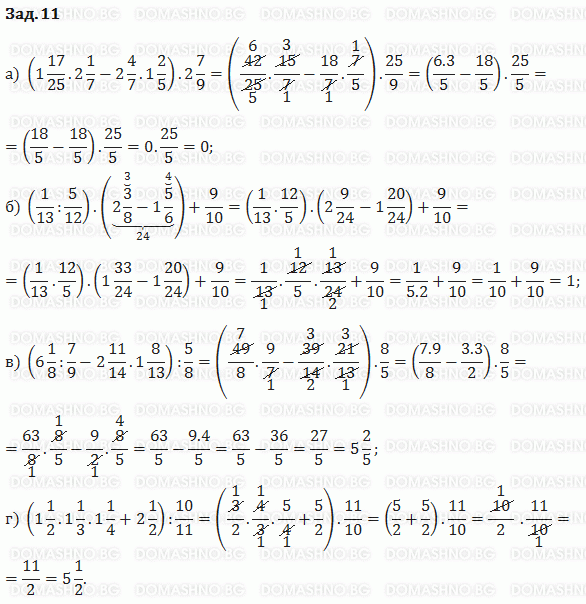 Зад. 11
а) (1 17/25 . 2 1/7 − 2 4/7 . 1 2/5) . 2 7/9 = (42/25 . 15/7 − 18/7 . 7/5) . 25/9 = (6.3/5 − 18/5) . 25/5 =
= (18/5 − 18/5) . 25/5 = 0. 25/5 = 0;
б) (1/13 : 5/12) . (2 3/8 − 1 5/6) + 9/10 = (1/13 . 12/5) . (2 9/24 − 1 20/24) + 9/10 =
= (1/13 . 12/5) . (1 33/24 − 1 20/24) + 9/10 = 1/13 . 12/5 . 13/24 + 9/10 = 1/5.2 + 9/10 = 1/10 + 9/10 = 1;
в) (6 1/8 : 7/9 − 2 11/14 . 1 8/13) : 5/8 = (49/8 . 9/7 − 39/14 . 21/13) . 8/5 = (7.9/8 − 3.3/2) . 8/5 =
= 63/8 . 8/5 − 9/2 . 8/5 = 63/5 − 9.4/5 = 63/5 − 36/5 = 27/5 = 5 2/5;
г) (1 1/2 . 1 1/3 . 1 1/4 + 2 1/2) : 10/11 = (3/2 . 4/3 . 5/4 + 5/2) . 11/10 = (5/2 + 5/2) . 11/10 = 10/2 . 11/10 =
= 11/2 = 5 1/2.